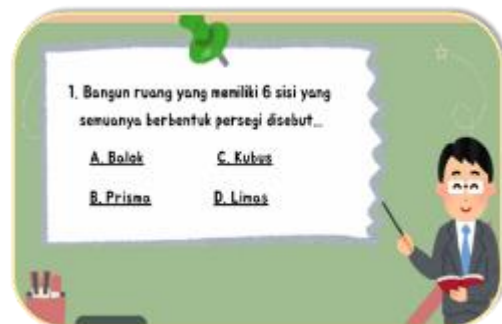 1. Bangun ruang yang memiliki 6 sisi yang
semuanya berbentuk persegi disebut...
A. Balok C. Kubus
B. Prisma D. Limas